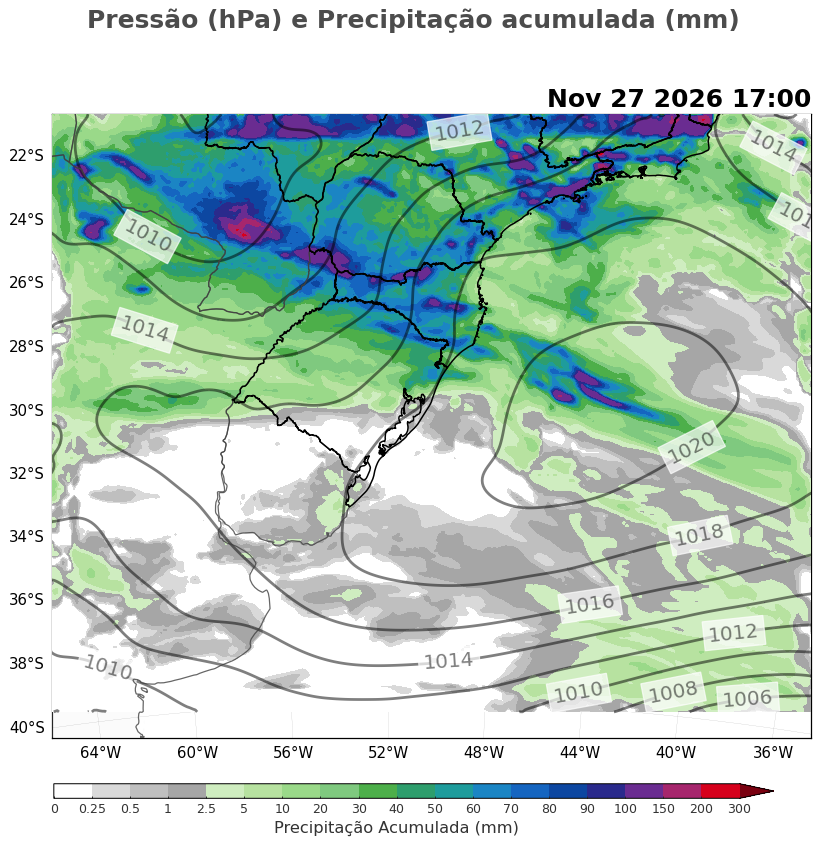 Pressão (hPa) e Precipitação acumulada (mm)
Nov 27 2026 17:00
1012
1014
22°S
24°S
1010
26°S
1014
28°S
30°S
1020
32°S
34°S
1018
36°S
1016
1012
38°S
1014
1010
1010
1008
1006
40°S
64°W 60°W 56°W 52°W 48°W 44°W 40°W 36°W
0 0.25 0.5 1 2.5 5 10 20 30 40 50 60 70 80 90 100 150 200 300
Precipitação Acumulada (mm)